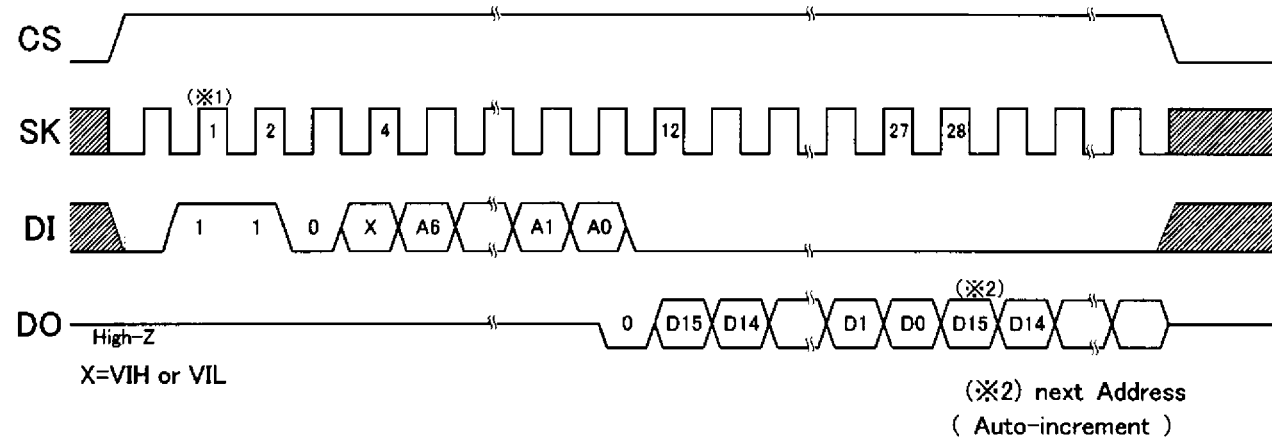 CS
(※1)
SK 1 2 4 12 27 28
DI 1 1 0 X A6 A1 A0
(※2)
DO 0 D15 D14 D1 D0 D15 D14
High-Z
X=VIH or VIL
(※2) next Address
( Auto-increment )